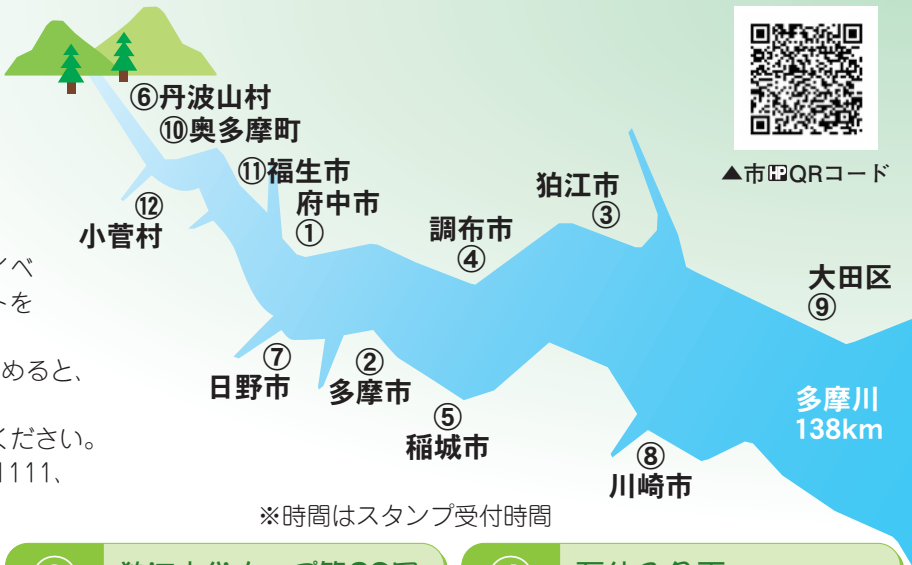 ⑥丹波山村
⑩奥多摩町
⑪福生市
府中市
①
⑫
小菅村
調布市
④
狛江市
③
▲市HPQRコード
大田区
⑨
⑦
日野市
②
多摩市
⑤
稲城市
⑧
川崎市
多摩川
138km
イベ
トを
めると、
ください。
1111、
※時間はスタンプ受付時間